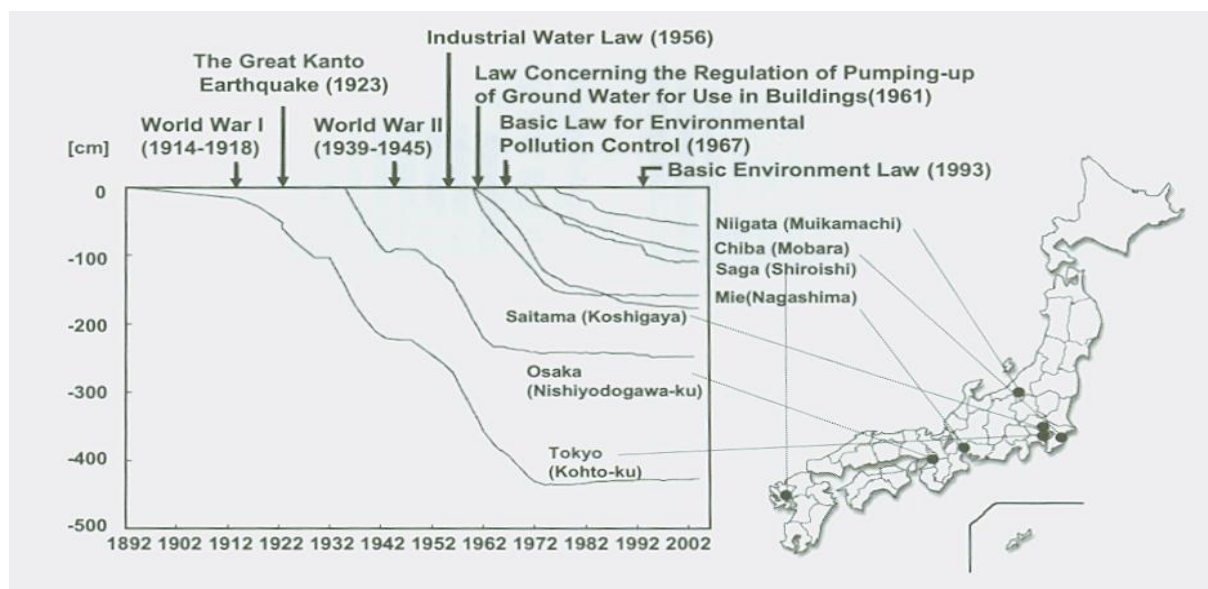 Industrial Water Law (1956)
The Great Kanto
Earthquake (1923)
Law Concerning the Regulation of Pumping-up
of Ground Water for Use in Buildings(1961)
World War I
(1914-1918)
World War II
(1939-1945)
Basic Law for Environmental
Pollution Control (1967)
Basic Environment Law (1993)
[cm]
0
-100
-200
-300
-400
-500
Niigata (Muikamachi)
Chiba (Mobara)
Saga (Shiroishi)
Mie(Nagashima)
Saitama (Koshigaya)
Osaka
(Nishiyodogawa-ku)
Tokyo
(Kohto-ku)
1892 1902 1912 1922 1932 1942 1952 1962 1972 1982 1992 2002